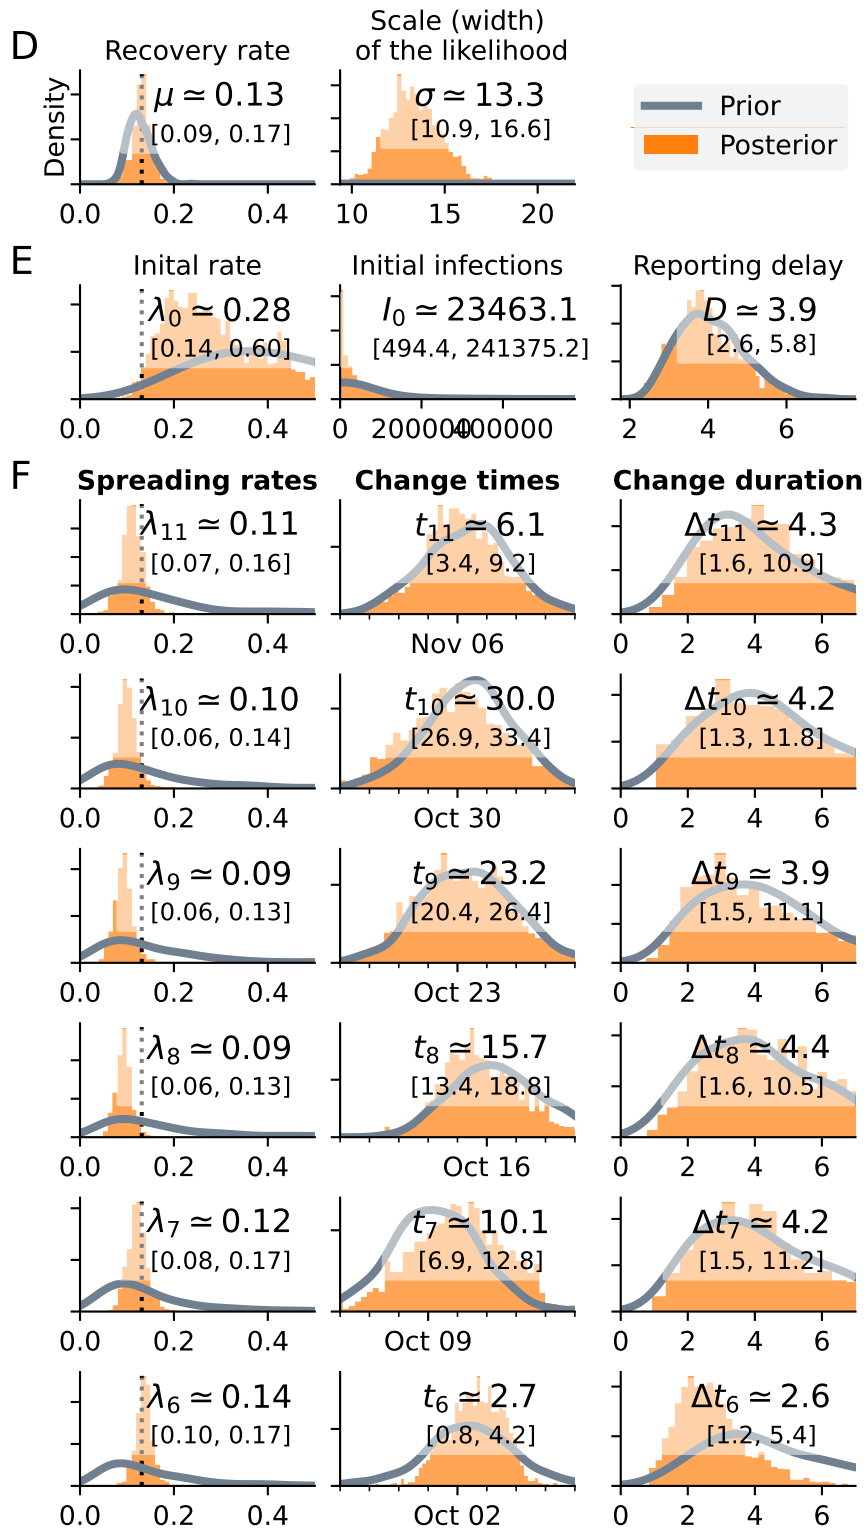 D
Recovery rate
Scale (width)
of the likelihood
Density
μ ≃ 0.13
[0.09, 0.17]
0.0 0.2 0.4
σ ≃ 13.3
[10.9, 16.6]
10 15 20
Prior
Posterior
E
Inital rate
λ0 ≃ 0.28
[0.14, 0.60]
0.0 0.2 0.4
Initial infections
I0 ≃ 23463.1
[494.4, 241375.2]
0 200000 400000
Reporting delay
D ≃ 3.9
[2.6, 5.8]
2 4 6
F
Spreading rates
Change times
Change duration
λ11 ≃ 0.11
[0.07, 0.16]
0.0 0.2 0.4
t11 ≃ 6.1
[3.4, 9.2]
Nov 06
Δt11 ≃ 4.3
[1.6, 10.9]
0 2 4 6
λ10 ≃ 0.10
[0.06, 0.14]
0.0 0.2 0.4
t10 ≃ 30.0
[26.9, 33.4]
Oct 30
Δt10 ≃ 4.2
[1.3, 11.8]
0 2 4 6
λ9 ≃ 0.09
[0.06, 0.13]
0.0 0.2 0.4
t9 ≃ 23.2
[20.4, 26.4]
Oct 23
Δt9 ≃ 3.9
[1.5, 11.1]
0 2 4 6
λ8 ≃ 0.09
[0.06, 0.13]
0.0 0.2 0.4
t8 ≃ 15.7
[13.4, 18.8]
Oct 16
Δt8 ≃ 4.4
[1.6, 10.5]
0 2 4 6
λ7 ≃ 0.12
[0.08, 0.17]
0.0 0.2 0.4
t7 ≃ 10.1
[6.9, 12.8]
Oct 09
Δt7 ≃ 4.2
[1.5, 11.2]
0 2 4 6
λ6 ≃ 0.14
[0.10, 0.17]
0.0 0.2 0.4
t6 ≃ 2.7
[0.8, 4.2]
Oct 02
Δt6 ≃ 2.6
[1.2, 5.4]
0 2 4 6